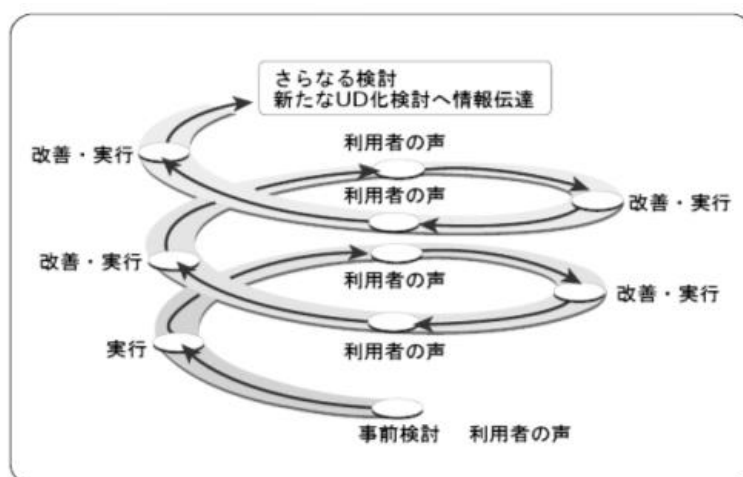 さらなる検討
新たなUD化検討へ情報伝達
利用者の声
改善・実行
利用者の声
改善・実行
改善・実行
利用者の声
改善・実行
実行
利用者の声
事前検討　利用者の声